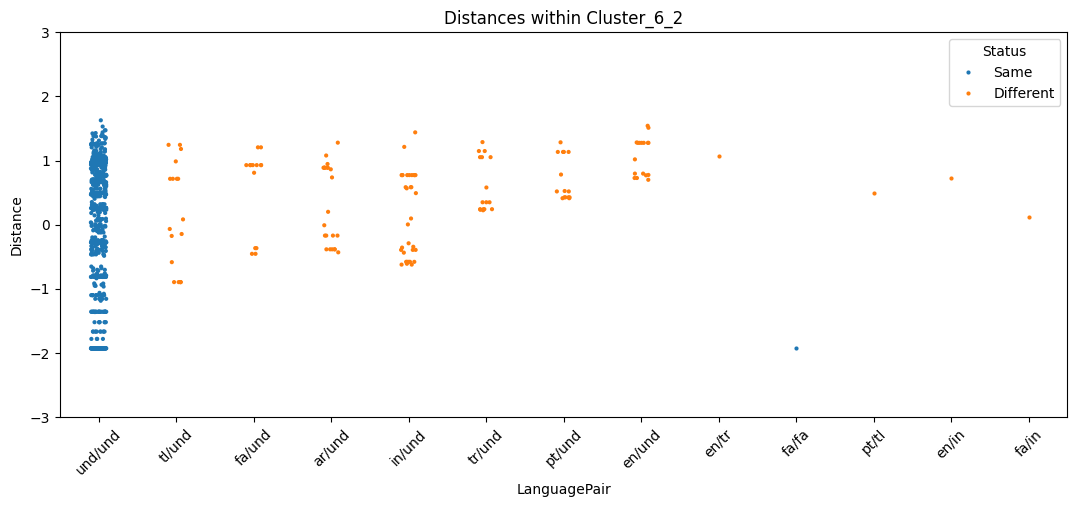 Distances within Cluster_6_2
Status
Same
Different
Distance
3
2
1
0
−1
−2
−3
und/und
tl/und
fa/und
ar/und
in/und
tr/und
pt/und
en/und
en/tr
fa/fa
pt/tl
en/in
fa/in
LanguagePair